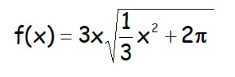 f(x) = 3x√(1/3 x² + 2π)